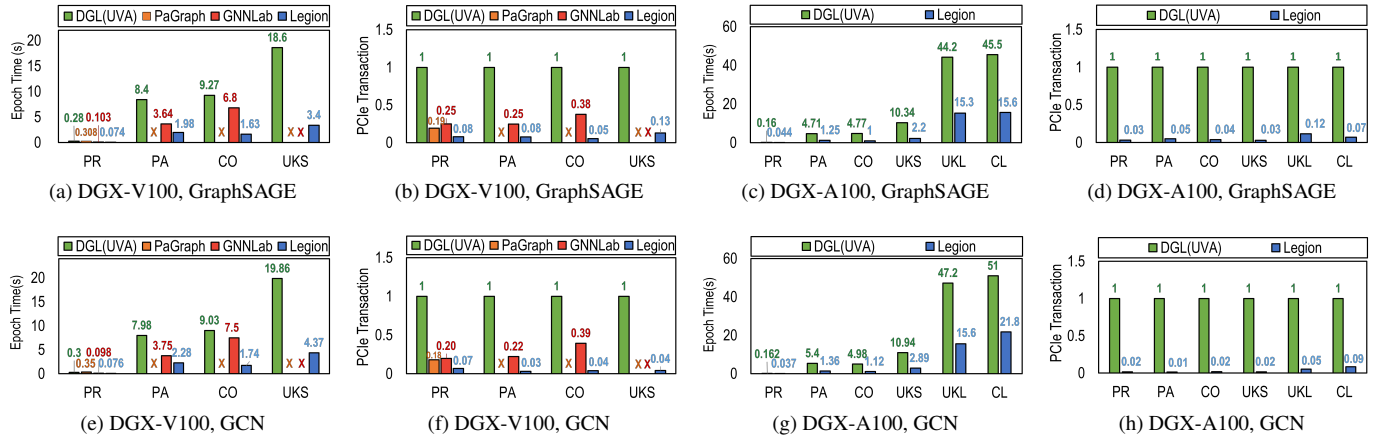 DGL(UVA) PaGraph GNNLab Legion
Epoch Time(s)
20
15
10
5
0
0.28 0.308 0.103 0.074
8.4 X 3.64 1.98
9.27 X 6.8 1.63
18.6 X X 3.4
PR PA CO UKS
(a) DGX-V100, GraphSAGE
DGL(UVA) PaGraph GNNLab Legion
PCIe Transaction
1.5
1
0.5
0
1 0.19 0.25 0.08
1 X 0.25 0.08
1 X 0.38 0.05
1 X X 0.13
PR PA CO UKS
(b) DGX-V100, GraphSAGE
DGL(UVA) Legion
Epoch Time(s)
60
40
20
0
0.16 0.044
4.71 1.25
4.77 1
10.34 2.2
44.2 15.3
45.5 15.6
PR PA CO UKS UKL CL
(c) DGX-A100, GraphSAGE
DGL(UVA) Legion
PCIe Transaction
1.5
1
0.5
0
1 0.03
1 0.05
1 0.04
1 0.03
1 0.12
1 0.07
PR PA CO UKS UKL CL
(d) DGX-A100, GraphSAGE
DGL(UVA) PaGraph GNNLab Legion
Epoch Time(s)
20
15
10
5
0
0.3 0.35 0.098 0.076
7.98 X 3.75 2.28
9.03 X 7.5 1.74
19.86 X X 4.37
PR PA CO UKS
(e) DGX-V100, GCN
DGL(UVA) PaGraph GNNLab Legion
PCIe Transaction
1.5
1
0.5
0
1 0.18 0.20 0.07
1 X 0.22 0.03
1 X 0.39 0.04
1 X X 0.04
PR PA CO UKS
(f) DGX-V100, GCN
DGL(UVA) Legion
Epoch Time(s)
60
40
20
0
0.162 0.037
5.4 1.36
4.98 1.12
10.94 2.89
47.2 15.6
51 21.8
PR PA CO UKS UKL CL
(g) DGX-A100, GCN
DGL(UVA) Legion
PCIe Transaction
1.5
1
0.5
0
1 0.02
1 0.01
1 0.02
1 0.02
1 0.05
1 0.09
PR PA CO UKS UKL CL
(h) DGX-A100, GCN